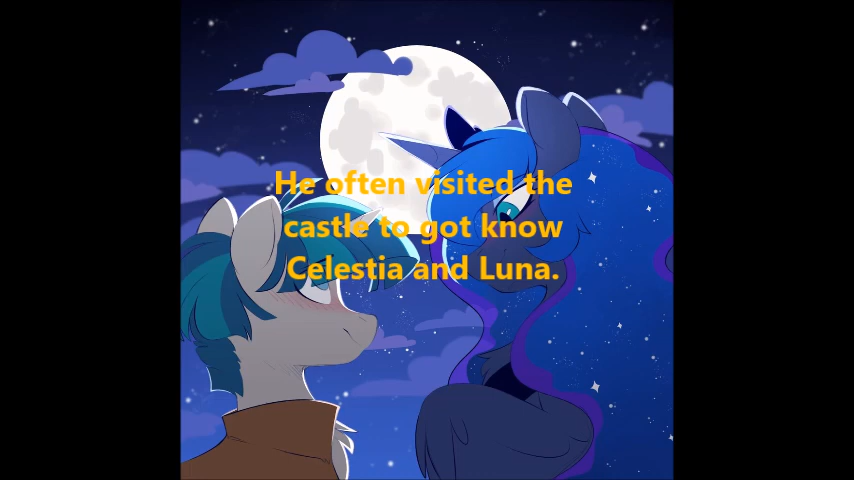 He often visited the
castle to got know
Celestia and Luna.